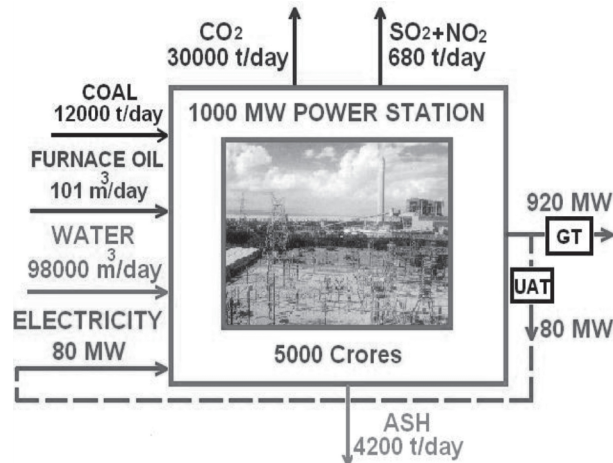 CO2
30000 t/day
SO2+NO2
680 t/day
COAL
12000 t/day
1000 MW POWER STATION
FURNACE OIL
101 m3/day
WATER
98000 m3/day
ELECTRICITY
80 MW
920 MW
GT
UAT
80 MW
5000 Crores
ASH
4200 t/day